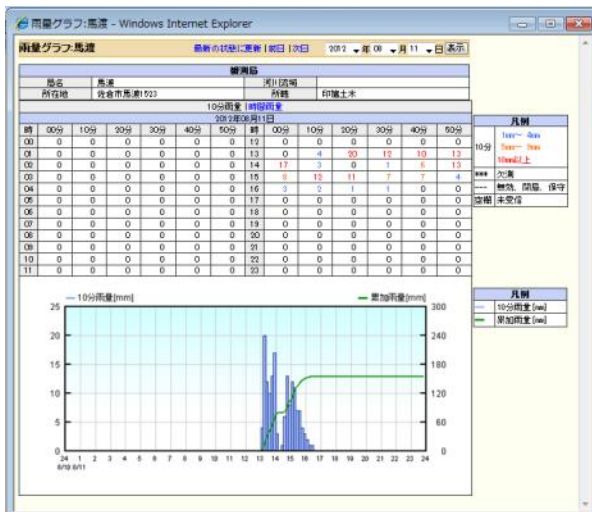 雨量グラフ:馬渡 - Windows Internet Explorer
雨量グラフ:馬渡 最新の状態に更新 | 前日 | 次日 2012 年 08 月 11 日 表示
観測局
局名 馬渡 河川流域
所在地 佐倉市馬渡1523 所轄 印旛土木
10分雨量 | 時間雨量
2012年08月11日
時 00分 10分 20分 30分 40分 50分 時 00分 10分 20分 30分 40分 50分
00 0 0 0 0 0 0 12 0 0 0 0 0 0
01 0 0 0 0 0 0 13 0 4 20 12 10 13
02 0 0 0 0 0 0 14 17 3 0 1 6 13
03 0 0 0 0 0 0 15 8 12 11 7 7 4
04 0 0 0 0 0 0 16 3 2 1 1 0 0
05 0 0 0 0 0 0 17 0 0 0 0 0 0
06 0 0 0 0 0 0 18 0 0 0 0 0 0
07 0 0 0 0 0 0 19 0 0 0 0 0 0
08 0 0 0 0 0 0 20 0 0 0 0 0 0
09 0 0 0 0 0 0 21 0 0 0 0 0 0
10 0 0 0 0 0 0 22 0 0 0 0 0 0
11 0 0 0 0 0 0 23 0 0 0 0 0 0
凡例
1mm～ 4mm
10分 5mm～ 9mm
10mm以上
*** 欠測
--- 無効、閉局、保守
空欄 未受信
10分雨量[mm] 累加雨量[mm]
25 300
20 240
15 180
10 120
5 60
0 0
24 1 2 3 4 5 6 7 8 9 10 11 12 13 14 15 16 17 18 19 20 21 22 23 24
8/10 8/11
凡例
10分雨量[mm]
累加雨量[mm]